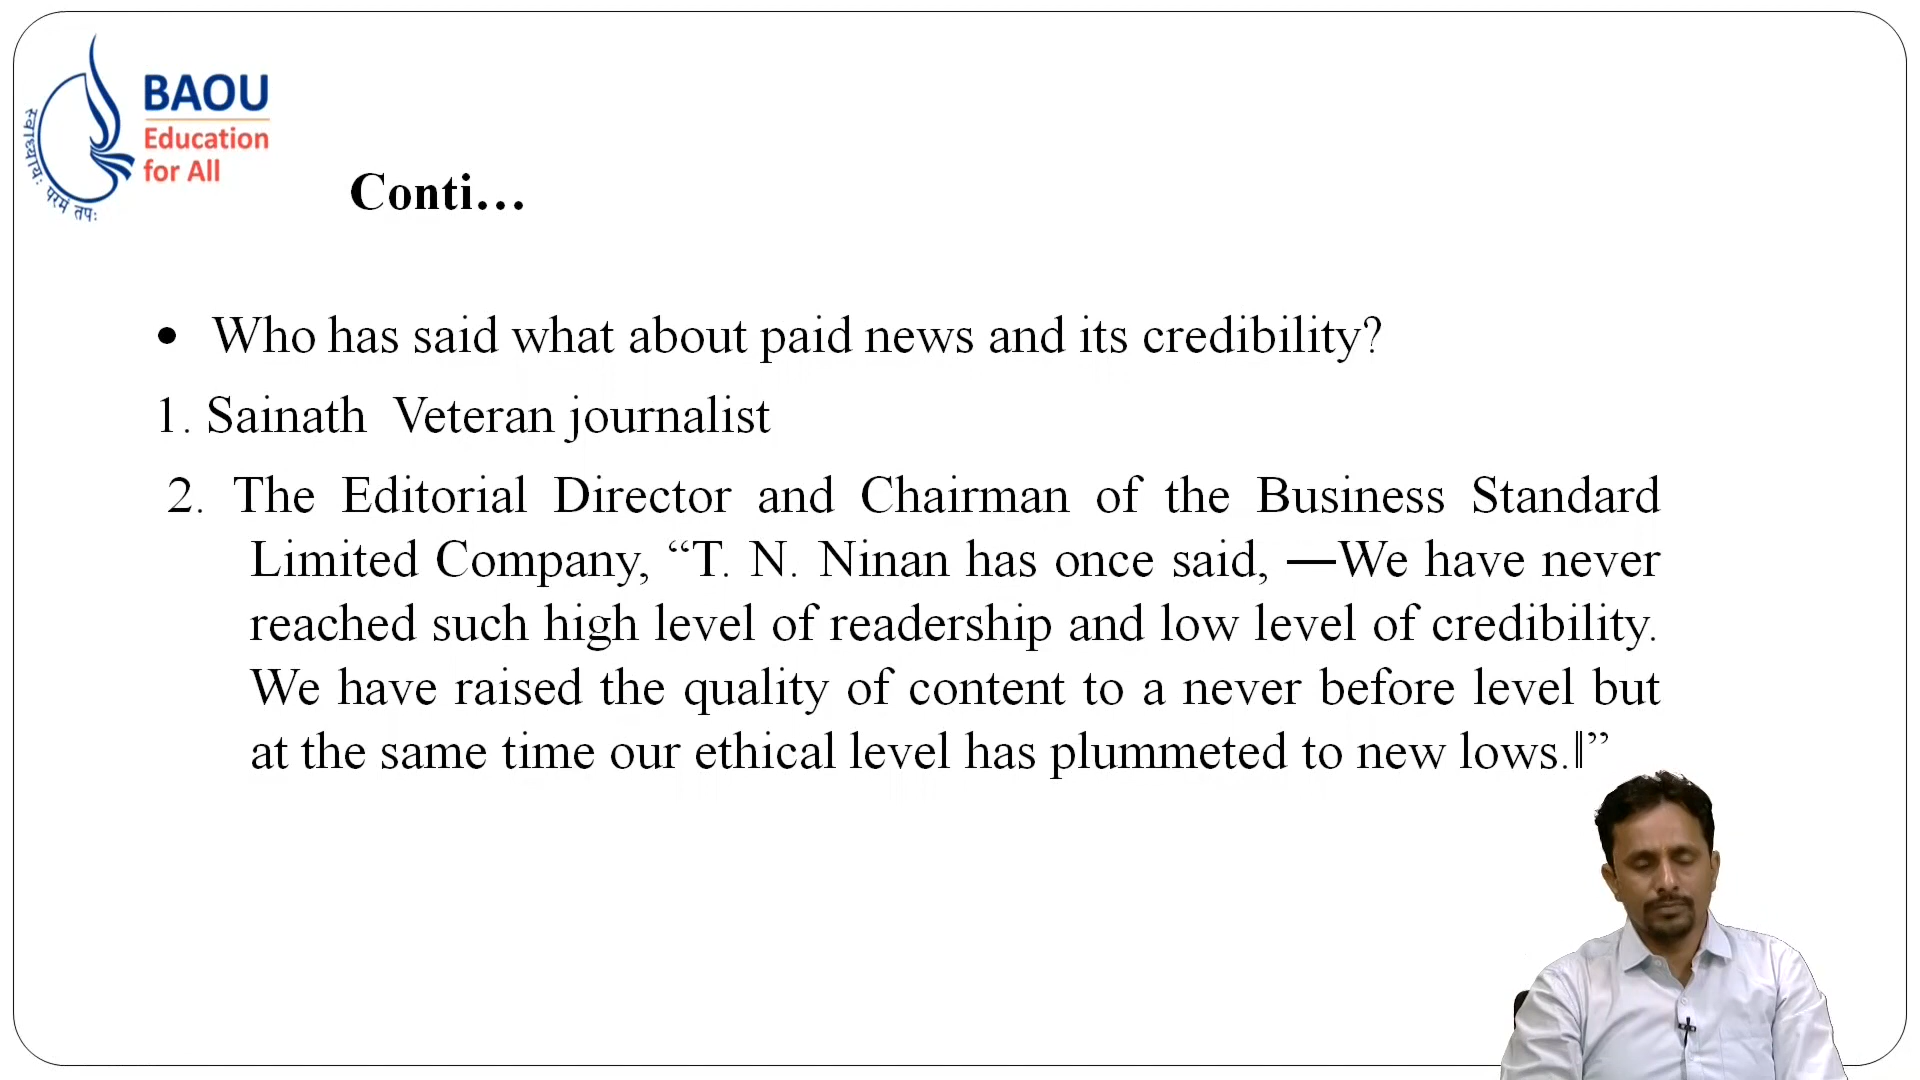 BAOU
Education
for All
स्वाध्यायः परमं तपः
Conti…
• Who has said what about paid news and its credibility?
1. Sainath  Veteran journalist
2. The Editorial Director and Chairman of the Business Standard
Limited Company, “T. N. Ninan has once said, ―We have never
reached such high level of readership and low level of credibility.
We have raised the quality of content to a never before level but
at the same time our ethical level has plummeted to new lows.‖”